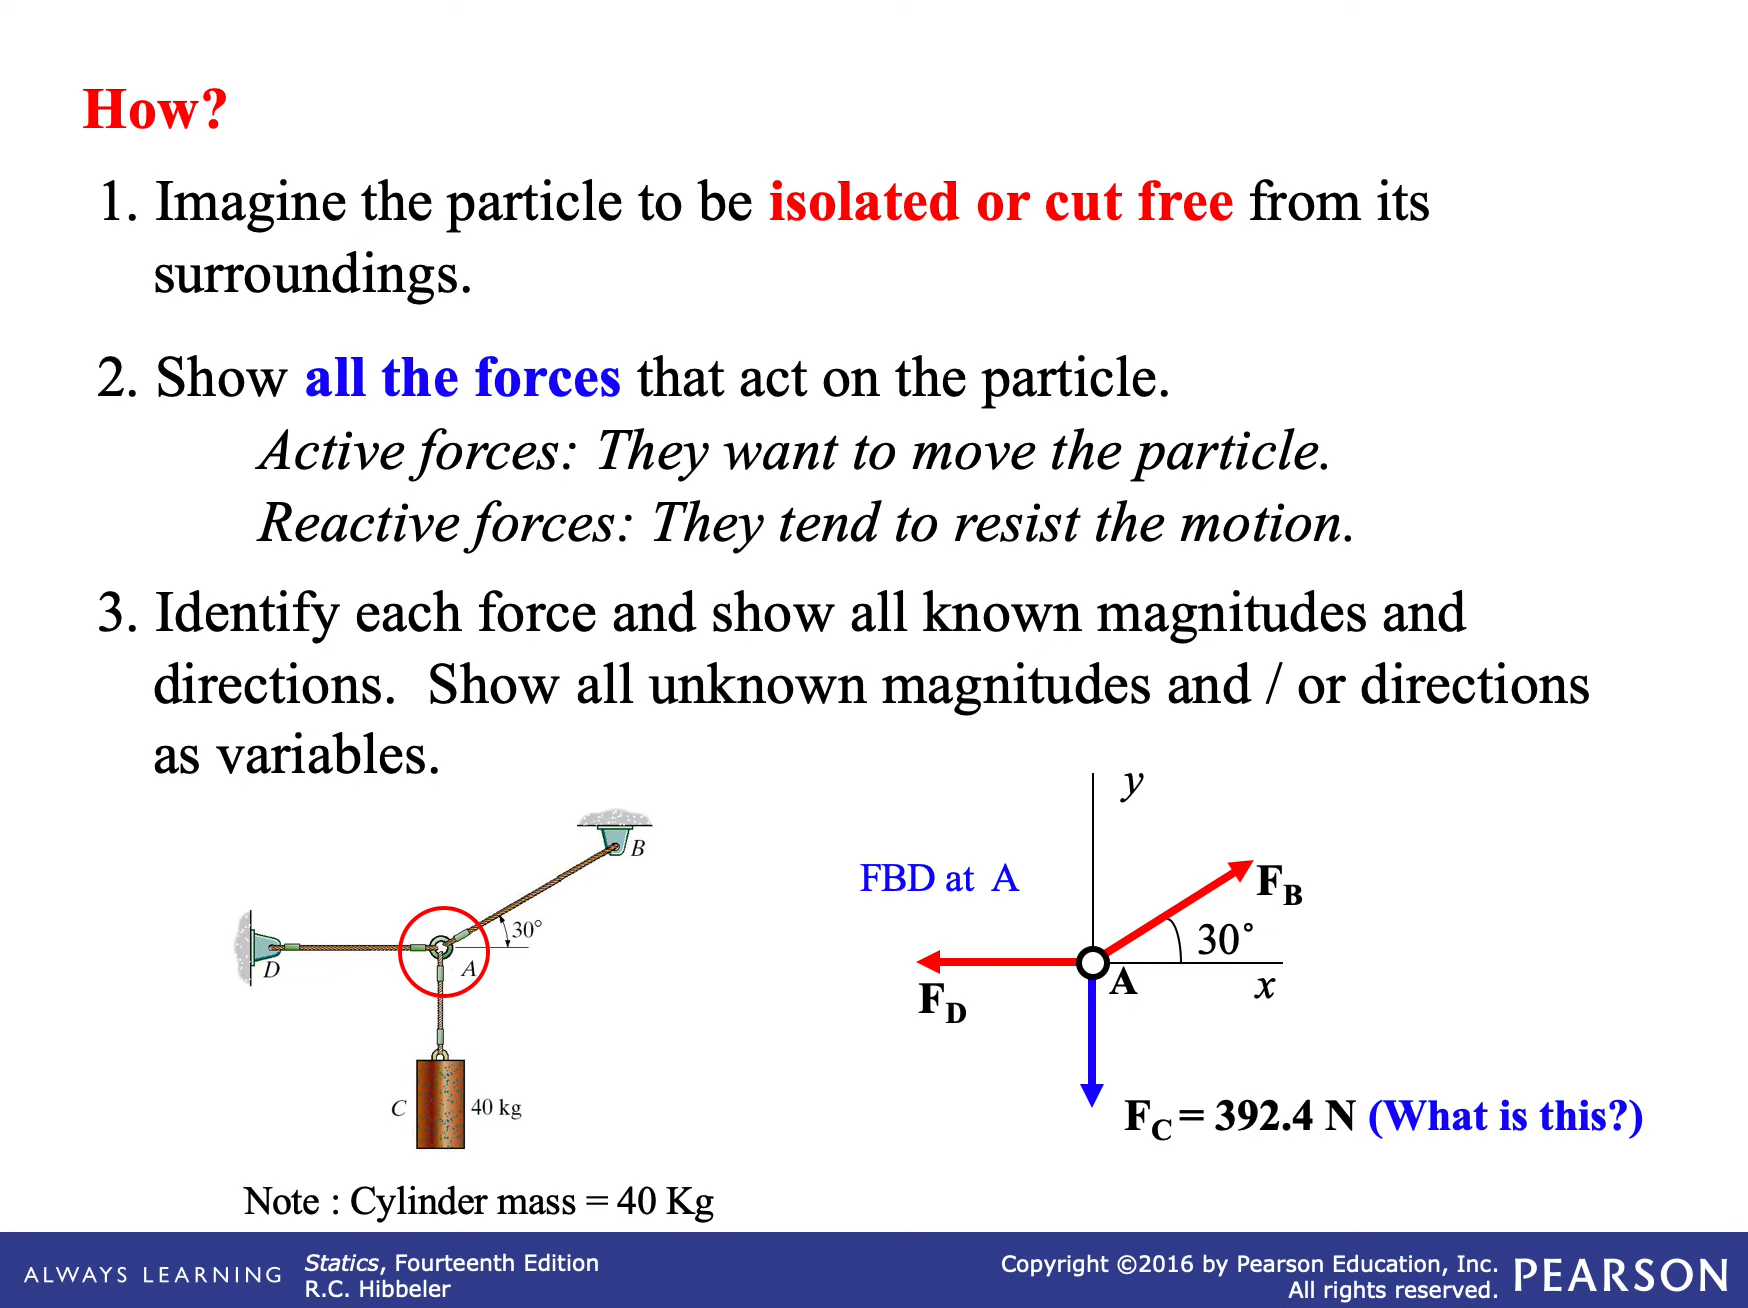 How?
1. Imagine the particle to be isolated or cut free from its
surroundings.
2. Show all the forces that act on the particle.
Active forces: They want to move the particle.
Reactive forces: They tend to resist the motion.
3. Identify each force and show all known magnitudes and
directions. Show all unknown magnitudes and / or directions
as variables.
B
30°
D
A
C
40 kg
Note : Cylinder mass = 40 Kg
y
FBD at A
F_B
30˚
A
x
F_D
F_C = 392.4 N (What is this?)
ALWAYS LEARNING
Statics, Fourteenth Edition
R.C. Hibbeler
Copyright ©2016 by Pearson Education, Inc.
All rights reserved.
PEARSON